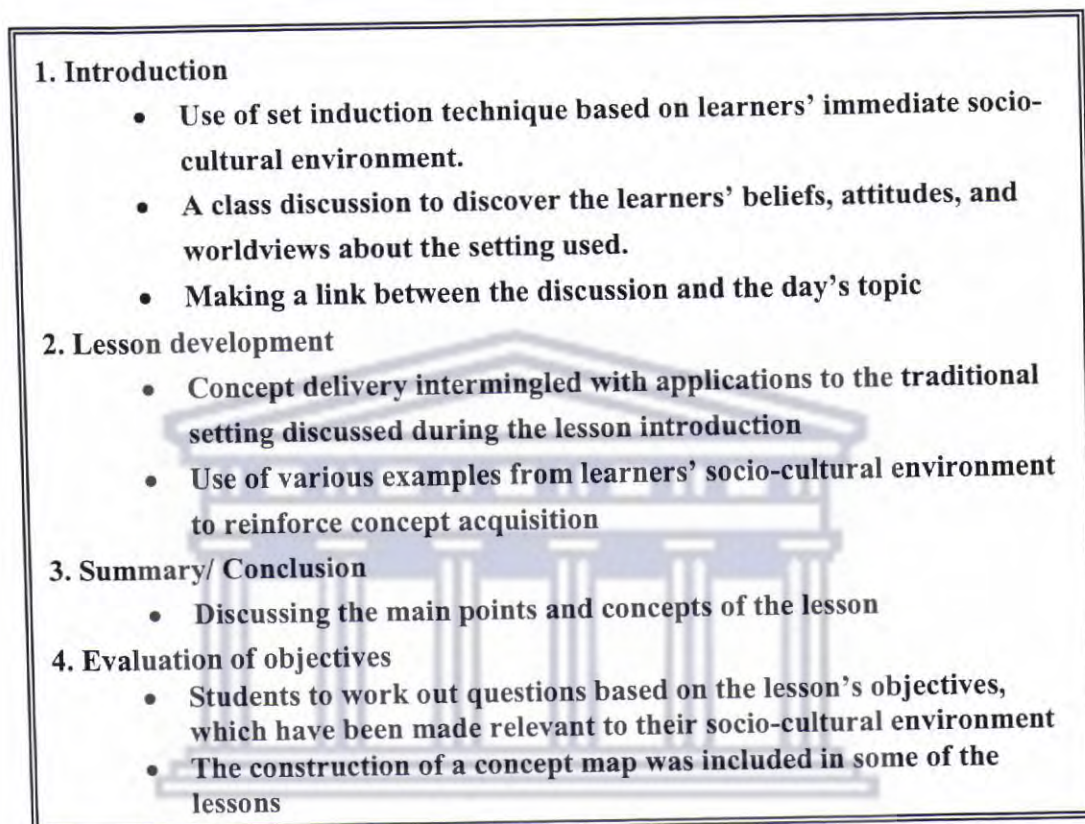 1. Introduction
• Use of set induction technique based on learners’ immediate socio-
cultural environment.
• A class discussion to discover the learners’ beliefs, attitudes, and
worldviews about the setting used.
• Making a link between the discussion and the day’s topic
2. Lesson development
• Concept delivery intermingled with applications to the traditional
setting discussed during the lesson introduction
• Use of various examples from learners’ socio-cultural environment
to reinforce concept acquisition
3. Summary/ Conclusion
• Discussing the main points and concepts of the lesson
4. Evaluation of objectives
• Students to work out questions based on the lesson’s objectives,
which have been made relevant to their socio-cultural environment
• The construction of a concept map was included in some of the
lessons